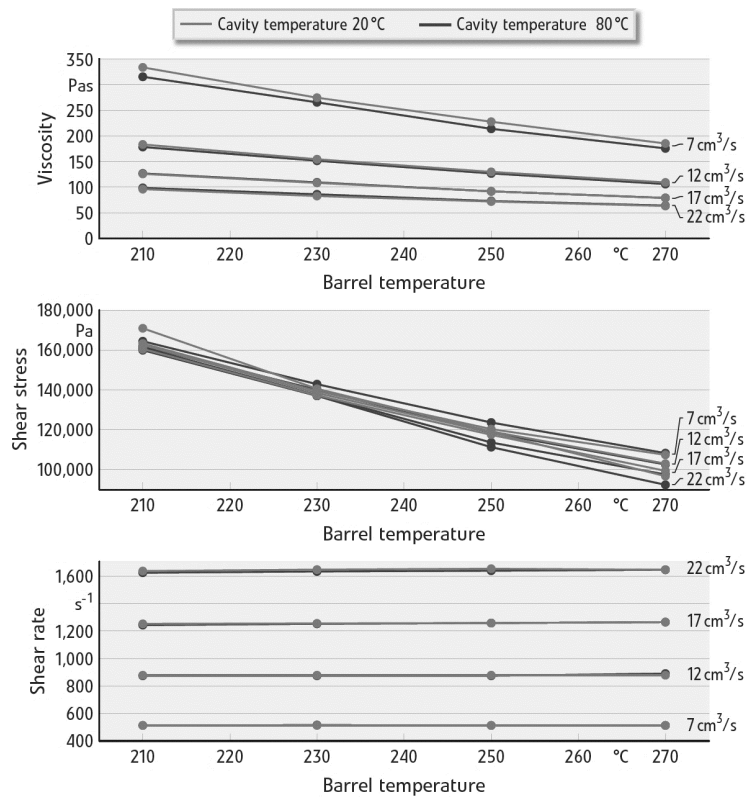 Cavity temperature 20 °C Cavity temperature 80 °C
350
Pas
250
200
150
100
50
0
Viscosity
7 cm³/s
12 cm³/s
17 cm³/s
22 cm³/s
210 220 230 240 250 260 °C 270
Barrel temperature
180,000
Pa
160,000
140,000
120,000
100,000
Shear stress
7 cm³/s
12 cm³/s
17 cm³/s
22 cm³/s
210 220 230 240 250 260 °C 270
Barrel temperature
1,600
s⁻¹
1,200
1,000
800
600
400
Shear rate
22 cm³/s
17 cm³/s
12 cm³/s
7 cm³/s
210 220 230 240 250 260 °C 270
Barrel temperature